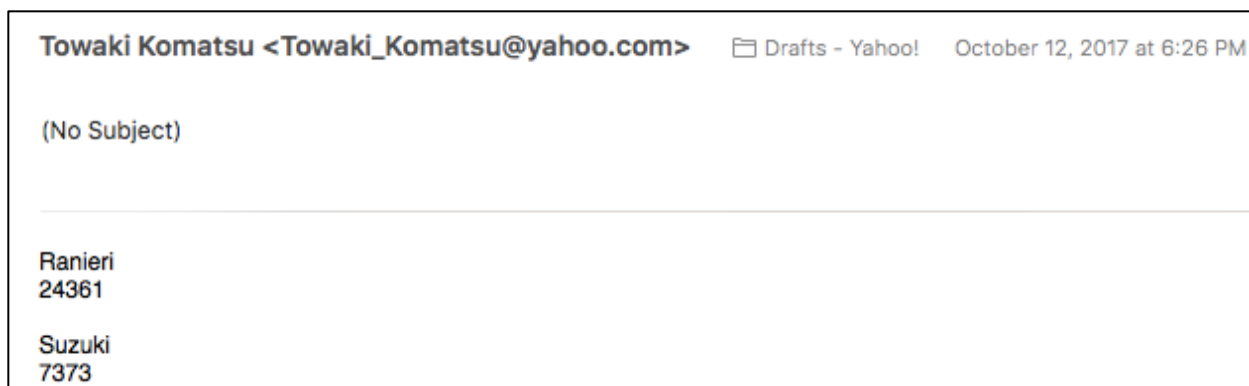 Towaki Komatsu <Towaki_Komatsu@yahoo.com> Drafts - Yahoo! October 12, 2017 at 6:26 PM
(No Subject)
Ranieri
24361
Suzuki
7373